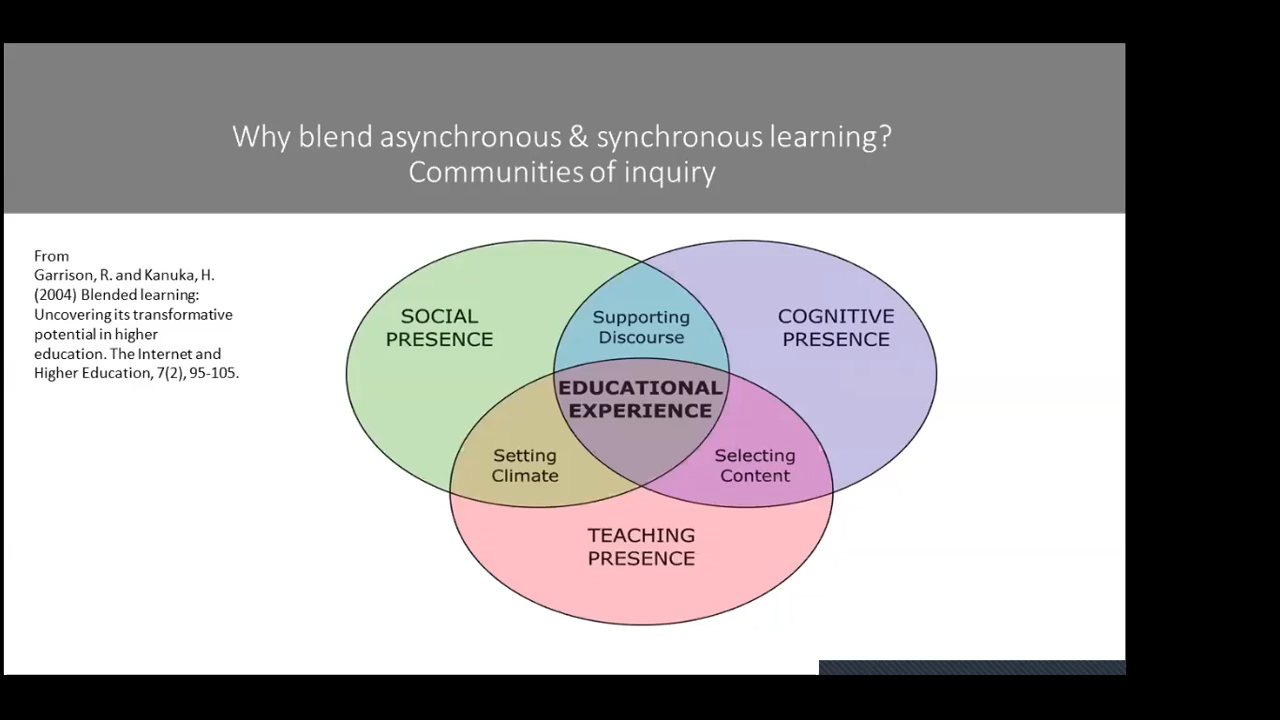 Why blend asynchronous & synchronous learning?
Communities of inquiry
From
Garrison, R. and Kanuka, H.
(2004) Blended learning:
Uncovering its transformative
potential in higher
education. The Internet and
Higher Education, 7(2), 95-105.
SOCIAL
PRESENCE
Supporting
Discourse
COGNITIVE
PRESENCE
EDUCATIONAL
EXPERIENCE
Setting
Climate
Selecting
Content
TEACHING
PRESENCE